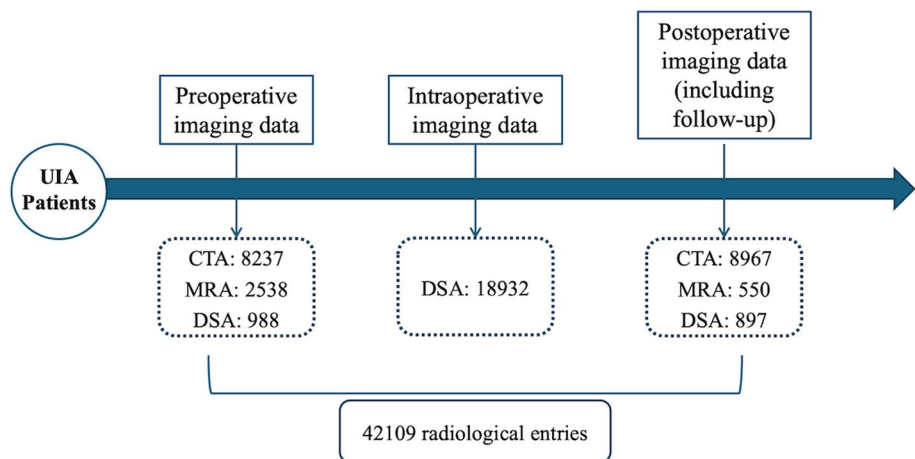 UIA
Patients
Preoperative
imaging data
Intraoperative
imaging data
Postoperative
imaging data
(including
follow-up)
CTA: 8237
MRA: 2538
DSA: 988
DSA: 18932
CTA: 8967
MRA: 550
DSA: 897
42109 radiological entries